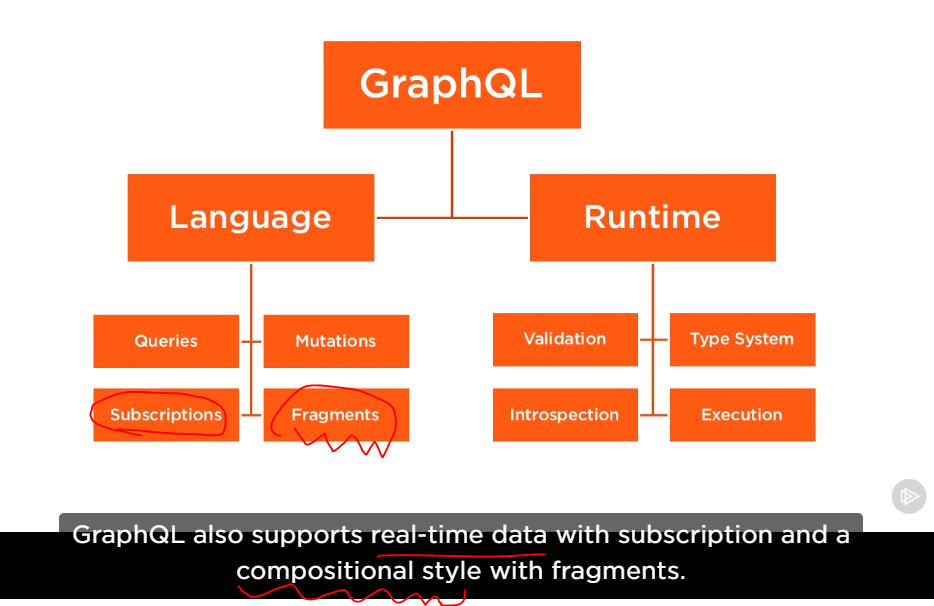 GraphQL
Language
Runtime
Queries
Mutations
Subscriptions
Fragments
Validation
Type System
Introspection
Execution
GraphQL also supports real-time data with subscription and a
compositional style with fragments.